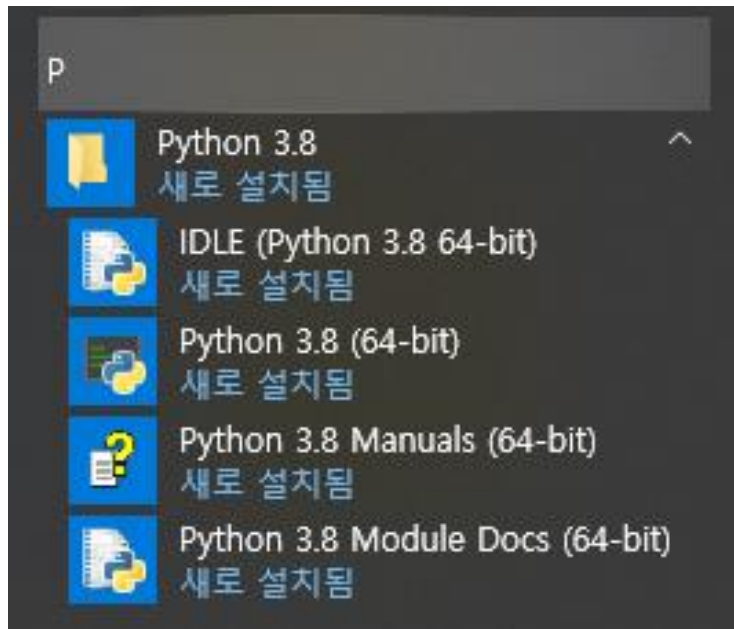 P
Python 3.8
새로 설치됨
IDLE (Python 3.8 64-bit)
새로 설치됨
Python 3.8 (64-bit)
새로 설치됨
Python 3.8 Manuals (64-bit)
새로 설치됨
Python 3.8 Module Docs (64-bit)
새로 설치됨